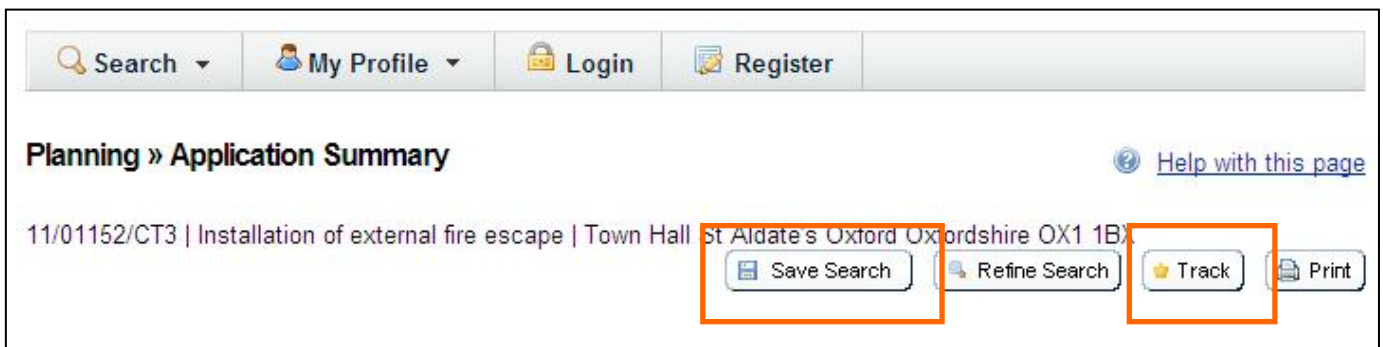 Search My Profile Login Register
Planning » Application Summary
Help with this page
11/01152/CT3 | Installation of external fire escape | Town Hall St Aldate's Oxford Oxfordshire OX1 1BX
Save Search Refine Search Track Print